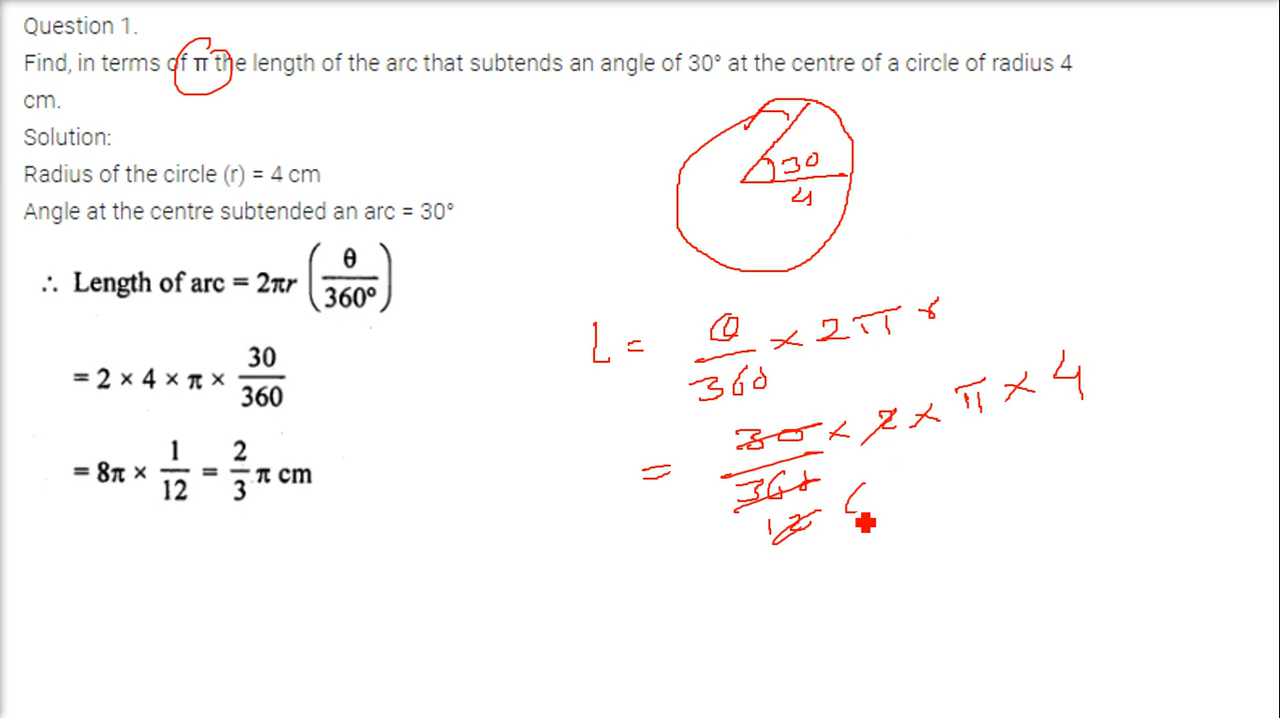 Question 1.
Find, in terms of π the length of the arc that subtends an angle of 30° at the centre of a circle of radius 4
cm.
Solution:
Radius of the circle (r) = 4 cm
Angle at the centre subtended an arc = 30°
∴ Length of arc = 2πr (θ/360°)
= 2 × 4 × π × 30/360
= 8π × 1/12 = 2/3 π cm
30
4
L = θ/360 × 2πr
= 30/360 × 2 × π × 4
12 6